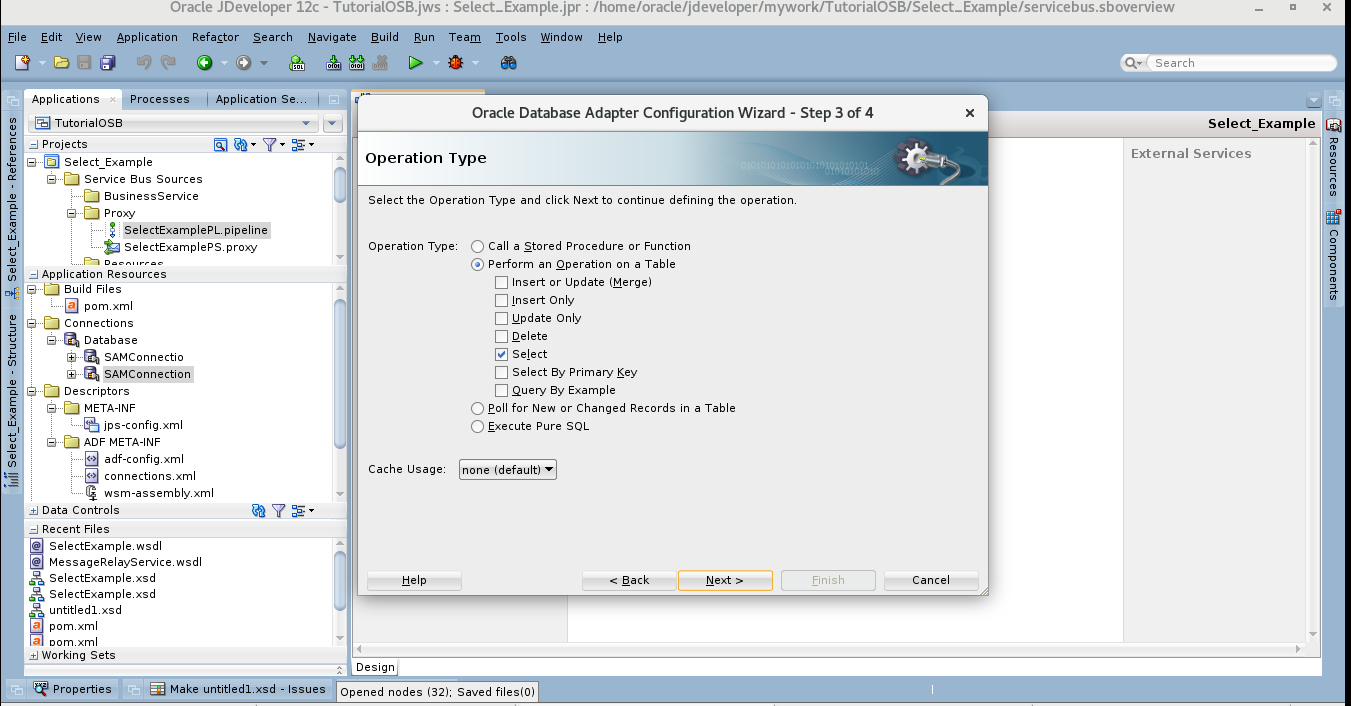 Oracle JDeveloper 12c - TutorialOSB.jws : Select_Example.jpr : /home/oracle/jdeveloper/mywork/TutorialOSB/Select_Example/servicebus.sboverview
File Edit View Application Refactor Search Navigate Build Run Team Tools Window Help
Search
Applications Processes Application Se...
TutorialOSB
Projects
Select_Example
Service Bus Sources
BusinessService
Proxy
SelectExamplePL.pipeline
SelectExamplePS.proxy
Resources
Application Resources
Build Files
pom.xml
Connections
Database
SAMConnectio
SAMConnection
Descriptors
META-INF
jps-config.xml
ADF META-INF
adf-config.xml
connections.xml
wsm-assembly.xml
Data Controls
Recent Files
SelectExample.wsdl
MessageRelayService.wsdl
SelectExample.xsd
SelectExample.xsd
untitled1.xsd
pom.xml
pom.xml
Working Sets
Select_Example - References
Select_Example - Structure
Oracle Database Adapter Configuration Wizard - Step 3 of 4
Operation Type
Select the Operation Type and click Next to continue defining the operation.
Operation Type:
Call a Stored Procedure or Function
Perform an Operation on a Table
Insert or Update (Merge)
Insert Only
Update Only
Delete
Select
Select By Primary Key
Query By Example
Poll for New or Changed Records in a Table
Execute Pure SQL
Cache Usage: none (default)
Help < Back Next > Finish Cancel
Select_Example
External Services
Resources
Components
Design
Properties Make untitled1.xsd - Issues Opened nodes (32); Saved files(0)